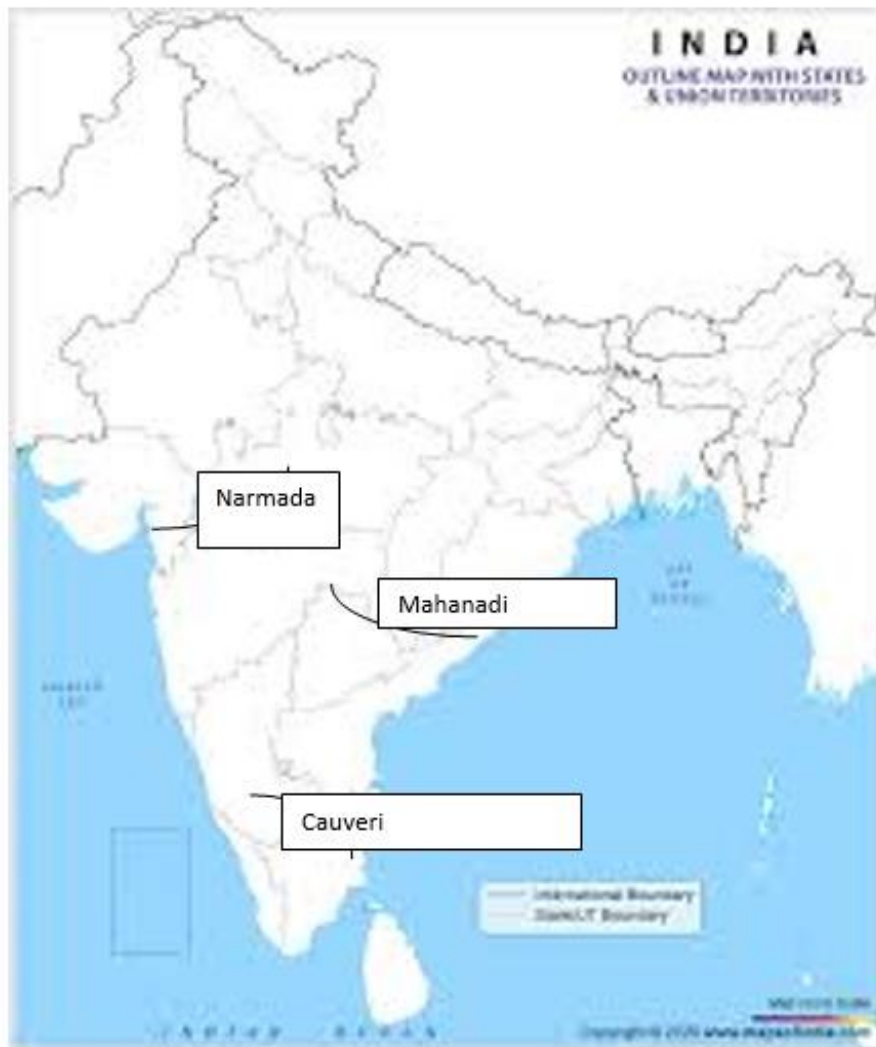 INDIA
OUTLINE MAP WITH STATES
& UNION TERRITORIES
Narmada
Mahanadi
Cauveri
International Boundary
State/UT Boundary
Copyright © www.mapsofindia.com